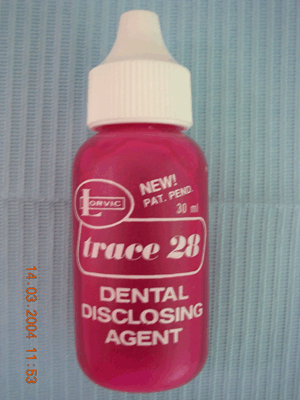 LORVIC
NEW!
PAT. PEND.
30 ml
trace 28
DENTAL
DISCLOSING
AGENT
14.03.2004 11:53